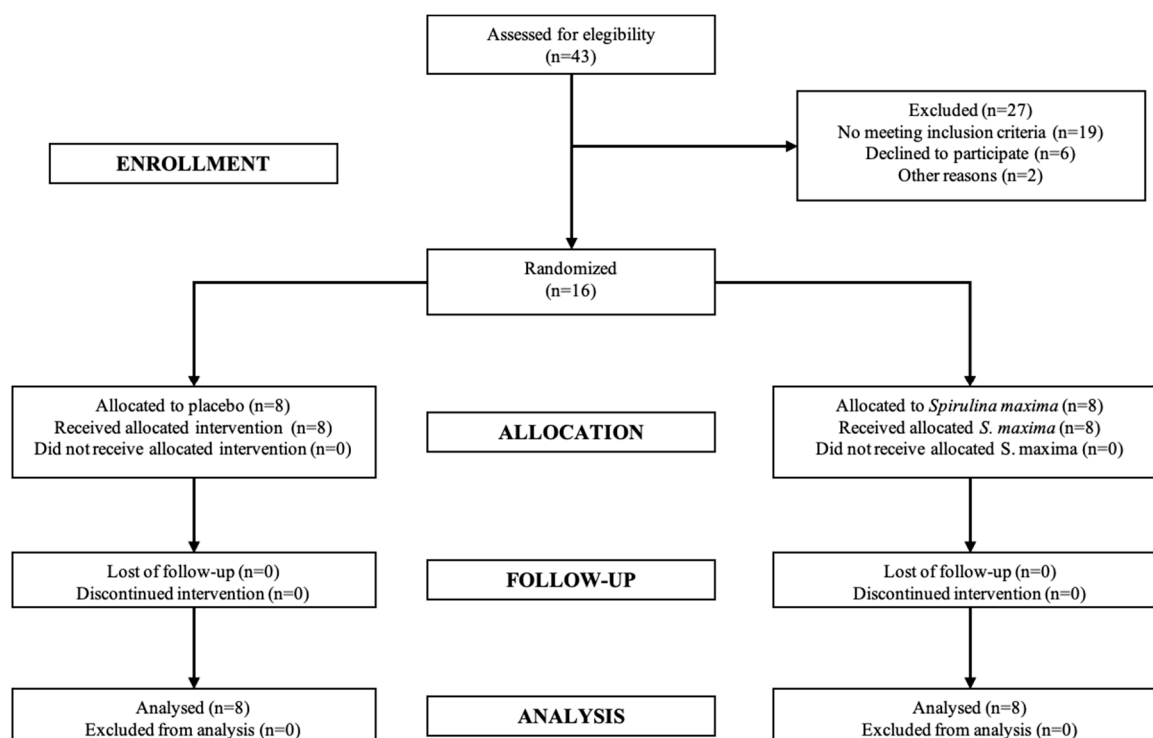 Assessed for elegibility
(n=43)
Excluded (n=27)
No meeting inclusion criteria (n=19)
Declined to participate (n=6)
Other reasons (n=2)
ENROLLMENT
Randomized
(n=16)
Allocated to placebo (n=8)
Received allocated intervention (n=8)
Did not receive allocated intervention (n=0)
ALLOCATION
Allocated to Spirulina maxima (n=8)
Received allocated S. maxima (n=8)
Did not receive allocated S. maxima (n=0)
Lost of follow-up (n=0)
Discontinued intervention (n=0)
FOLLOW-UP
Lost of follow-up (n=0)
Discontinued intervention (n=0)
Analysed (n=8)
Excluded from analysis (n=0)
ANALYSIS
Analysed (n=8)
Excluded from analysis (n=0)